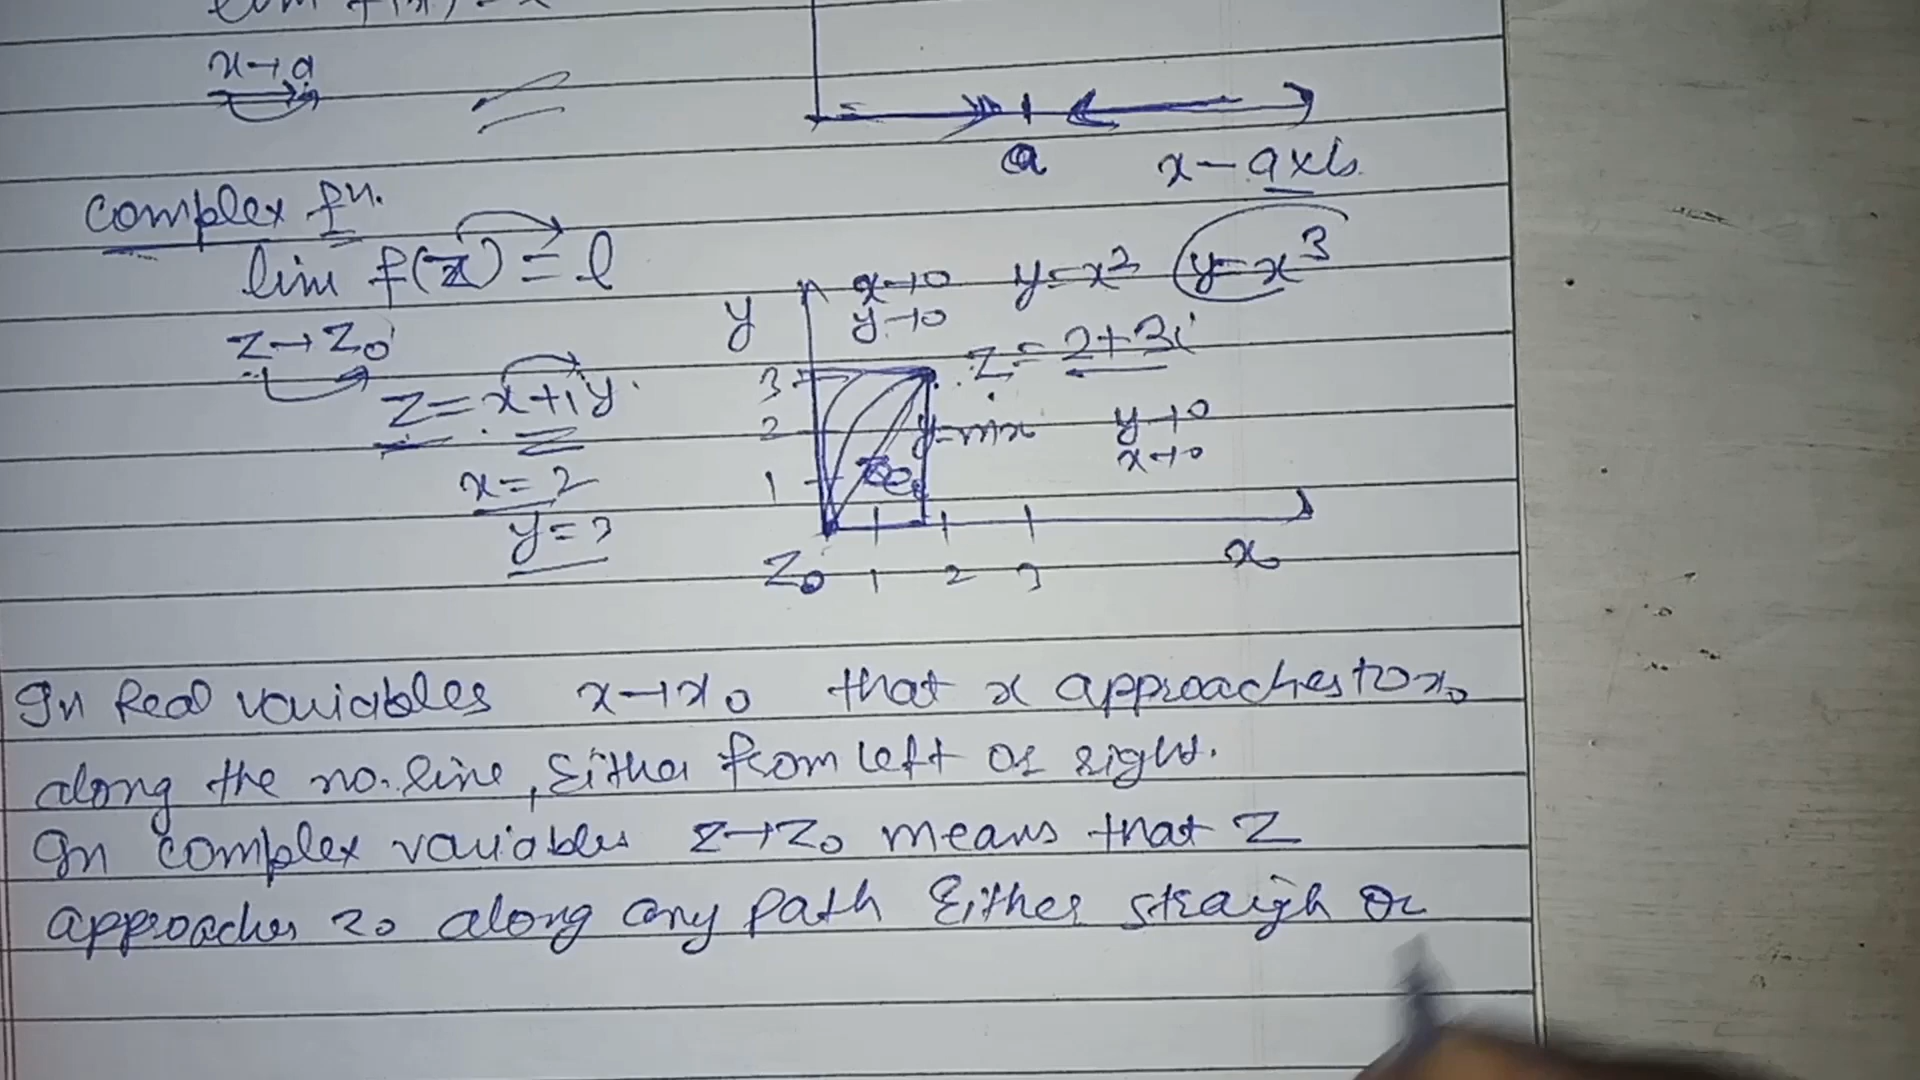 x→a
a
x-axis
complex fn.
lim f(z) = l
z→z₀
z = x+iy
x = 2
y = 3
x→0 y=x² y=x³
y→0
y
z = 2+3i
3
2
1
y=mx
y→0
x→0
z₀ 1 2 3
x
In Real variables x→x₀ that x approaches to x₀
along the no. line, Either from left or right.
In complex variables z→z₀ means that z
approaches z₀ along any path Either straigh or